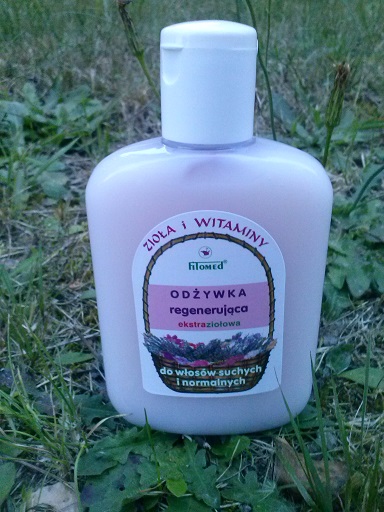 ZIOŁA i WITAMINY
fitomed®
ODŻYWKA
regenerująca
ekstraziołowa
do włosów suchych
i normalnych